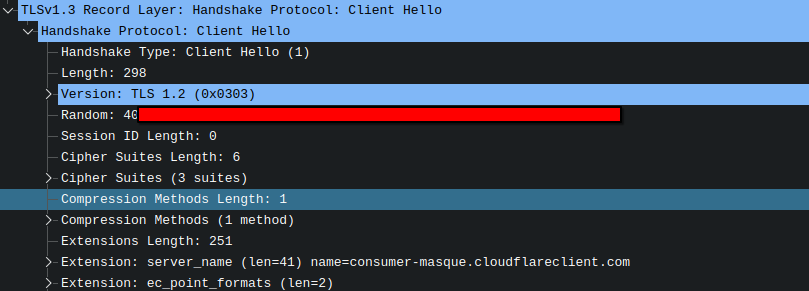 TLSv1.3 Record Layer: Handshake Protocol: Client Hello
Handshake Protocol: Client Hello
Handshake Type: Client Hello (1)
Length: 298
Version: TLS 1.2 (0x0303)
Random: 40
Session ID Length: 0
Cipher Suites Length: 6
Cipher Suites (3 suites)
Compression Methods Length: 1
Compression Methods (1 method)
Extensions Length: 251
Extension: server_name (len=41) name=consumer-masque.cloudflareclient.com
Extension: ec_point_formats (len=2)